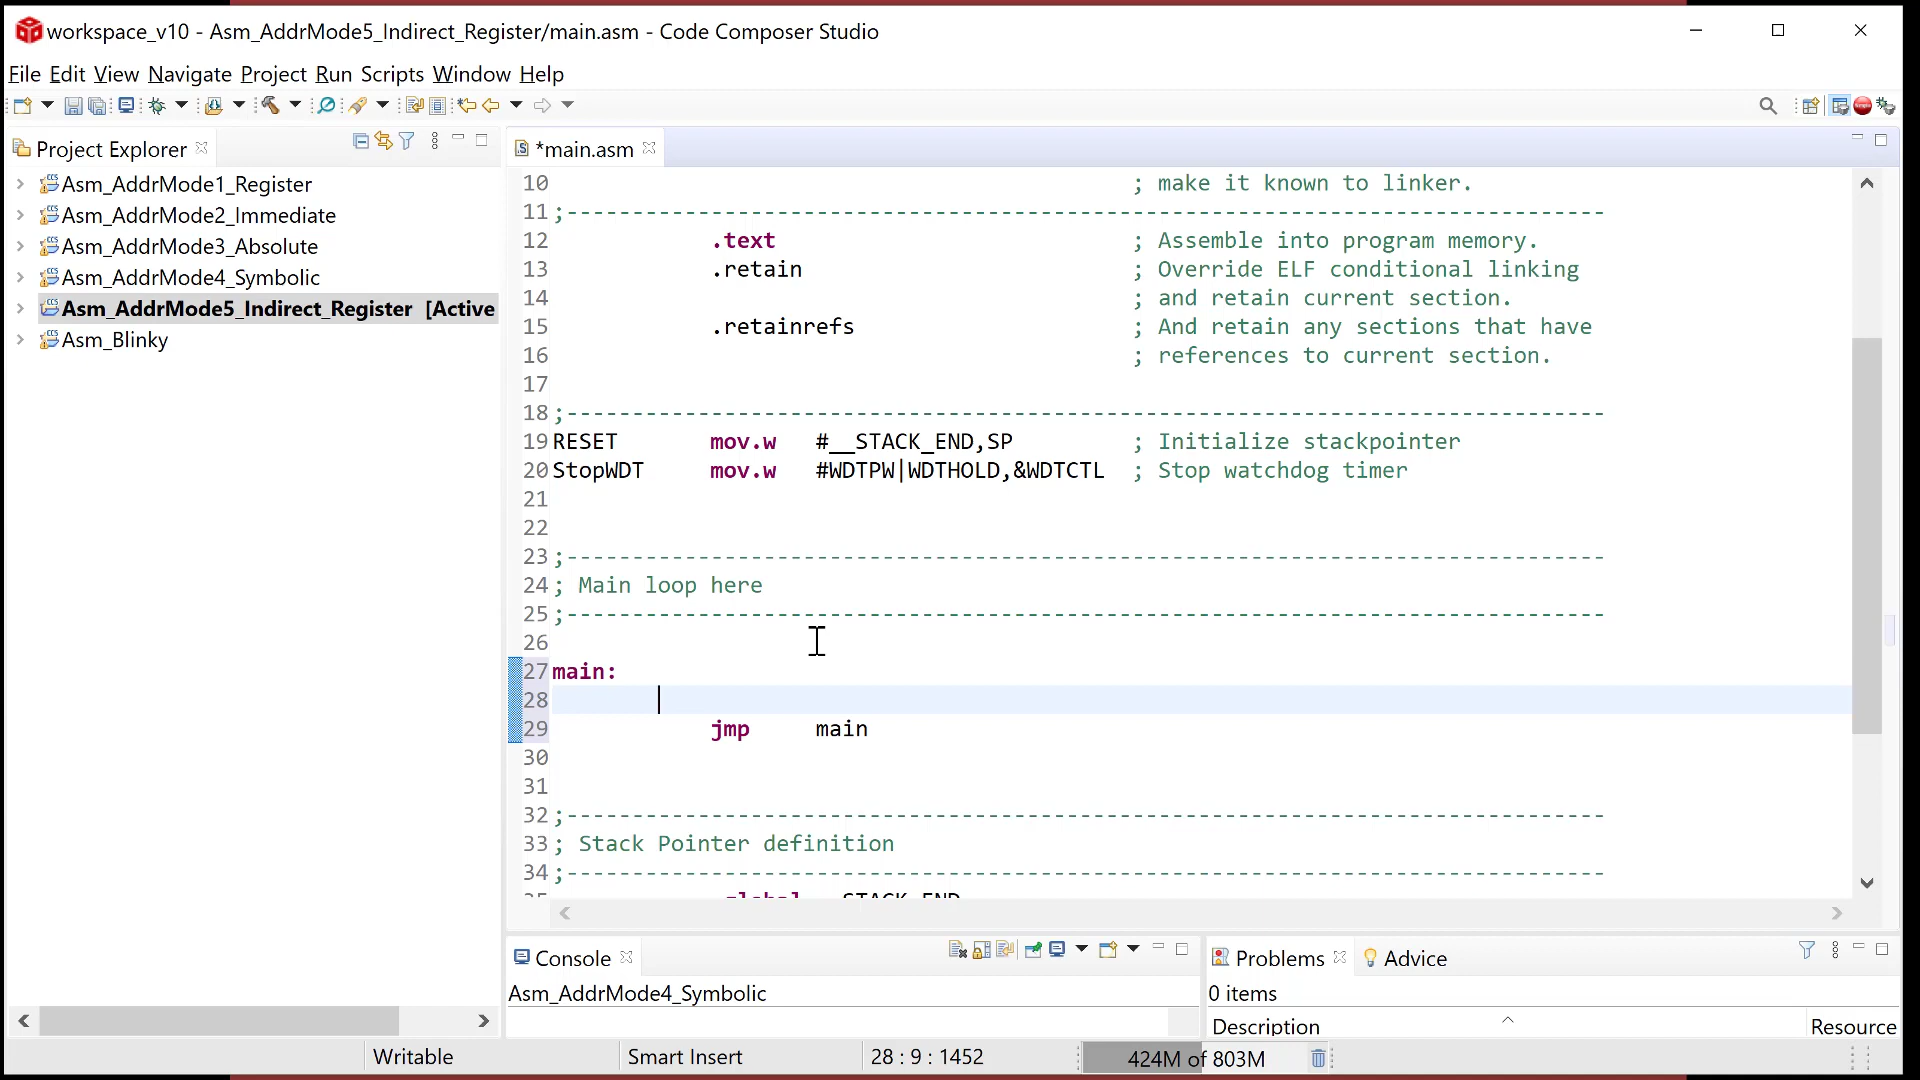 workspace_v10 - Asm_AddrMode5_Indirect_Register/main.asm - Code Composer Studio
File Edit View Navigate Project Run Scripts Window Help
Project Explorer
Asm_AddrMode1_Register
Asm_AddrMode2_Immediate
Asm_AddrMode3_Absolute
Asm_AddrMode4_Symbolic
Asm_AddrMode5_Indirect_Register [Active
Asm_Blinky
*main.asm
10 ; make it known to linker.
11 ;-------------------------------------------------------------------------------
12 .text ; Assemble into program memory.
13 .retain ; Override ELF conditional linking
14 ; and retain current section.
15 .retainrefs ; And retain any sections that have
16 ; references to current section.
17
18 ;-------------------------------------------------------------------------------
19 RESET mov.w #__STACK_END,SP ; Initialize stackpointer
20 StopWDT mov.w #WDTPW|WDTHOLD,&WDTCTL ; Stop watchdog timer
21
22
23 ;-------------------------------------------------------------------------------
24 ; Main loop here
25 ;-------------------------------------------------------------------------------
26
27 main:
28
29 jmp main
30
31
32 ;-------------------------------------------------------------------------------
33 ; Stack Pointer definition
34 ;-------------------------------------------------------------------------------
Console
Asm_AddrMode4_Symbolic
Problems Advice
0 items
Description Resource
Writable Smart Insert 28 : 9 : 1452 424M of 803M